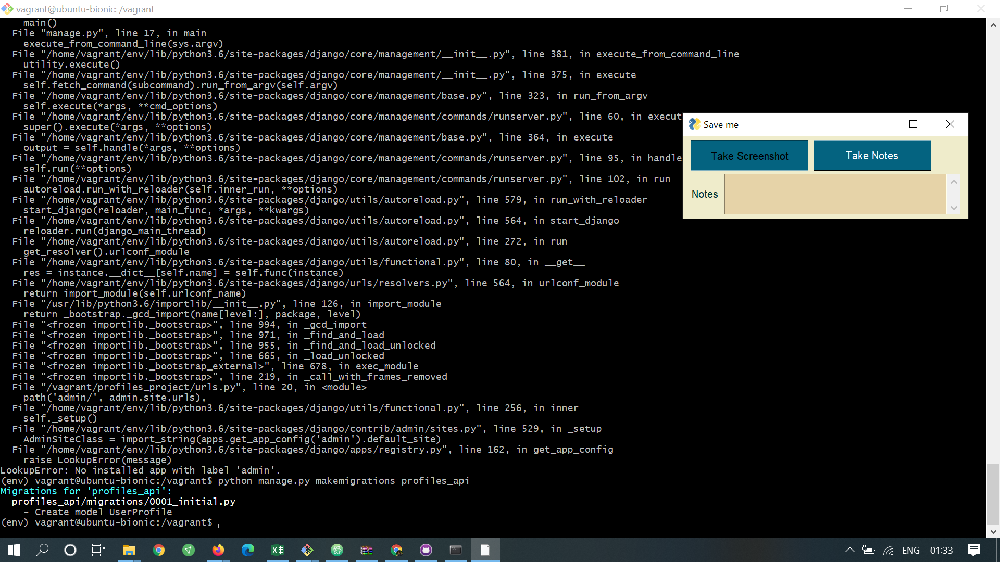 vagrant@ubuntu-bionic: /vagrant
    main()
  File "manage.py", line 17, in main
    execute_from_command_line(sys.argv)
  File "/home/vagrant/env/lib/python3.6/site-packages/django/core/management/__init__.py", line 381, in execute_from_command_line
    utility.execute()
  File "/home/vagrant/env/lib/python3.6/site-packages/django/core/management/__init__.py", line 375, in execute
    self.fetch_command(subcommand).run_from_argv(self.argv)
  File "/home/vagrant/env/lib/python3.6/site-packages/django/core/management/base.py", line 323, in run_from_argv
    self.execute(*args, **cmd_options)
  File "/home/vagrant/env/lib/python3.6/site-packages/django/core/management/commands/runserver.py", line 60, in execut
    super().execute(*args, **options)
  File "/home/vagrant/env/lib/python3.6/site-packages/django/core/management/base.py", line 364, in execute
    output = self.handle(*args, **options)
  File "/home/vagrant/env/lib/python3.6/site-packages/django/core/management/commands/runserver.py", line 95, in handle
    self.run(**options)
  File "/home/vagrant/env/lib/python3.6/site-packages/django/core/management/commands/runserver.py", line 102, in run
    autoreload.run_with_reloader(self.inner_run, **options)
  File "/home/vagrant/env/lib/python3.6/site-packages/django/utils/autoreload.py", line 579, in run_with_reloader
    start_django(reloader, main_func, *args, **kwargs)
  File "/home/vagrant/env/lib/python3.6/site-packages/django/utils/autoreload.py", line 564, in start_django
    reloader.run(django_main_thread)
  File "/home/vagrant/env/lib/python3.6/site-packages/django/utils/autoreload.py", line 272, in run
    get_resolver().urlconf_module
  File "/home/vagrant/env/lib/python3.6/site-packages/django/utils/functional.py", line 80, in __get__
    res = instance.__dict__[self.name] = self.func(instance)
  File "/home/vagrant/env/lib/python3.6/site-packages/django/urls/resolvers.py", line 564, in urlconf_module
    return import_module(self.urlconf_name)
  File "/usr/lib/python3.6/importlib/__init__.py", line 126, in import_module
    return _bootstrap._gcd_import(name[level:], package, level)
  File "<frozen importlib._bootstrap>", line 994, in _gcd_import
  File "<frozen importlib._bootstrap>", line 971, in _find_and_load
  File "<frozen importlib._bootstrap>", line 955, in _find_and_load_unlocked
  File "<frozen importlib._bootstrap>", line 665, in _load_unlocked
  File "<frozen importlib._bootstrap_external>", line 678, in exec_module
  File "<frozen importlib._bootstrap>", line 219, in _call_with_frames_removed
  File "/vagrant/profiles_project/urls.py", line 20, in <module>
    path('admin/', admin.site.urls),
  File "/home/vagrant/env/lib/python3.6/site-packages/django/utils/functional.py", line 256, in inner
    self._setup()
  File "/home/vagrant/env/lib/python3.6/site-packages/django/contrib/admin/sites.py", line 529, in _setup
    AdminSiteClass = import_string(apps.get_app_config('admin').default_site)
  File "/home/vagrant/env/lib/python3.6/site-packages/django/apps/registry.py", line 162, in get_app_config
    raise LookupError(message)
LookupError: No installed app with label 'admin'.
(env) vagrant@ubuntu-bionic:/vagrant$ python manage.py makemigrations profiles_api
Migrations for 'profiles_api':
  profiles_api/migrations/0001_initial.py
    - Create model UserProfile
(env) vagrant@ubuntu-bionic:/vagrant$
Save me
Take Screenshot
Take Notes
Notes
ENG
01:33